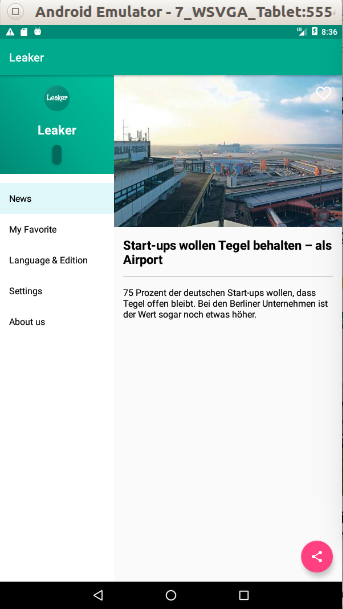 Android Emulator - 7_WSVGA_Tablet:555
8:36
Leaker
Leaker
Leaker
News
My Favorite
Language & Edition
Settings
About us
BERLIN-TEGEL
Start-ups wollen Tegel behalten – als
Airport
75 Prozent der deutschen Start-ups wollen, dass
Tegel offen bleibt. Bei den Berliner Unternehmen ist
der Wert sogar noch etwas höher.